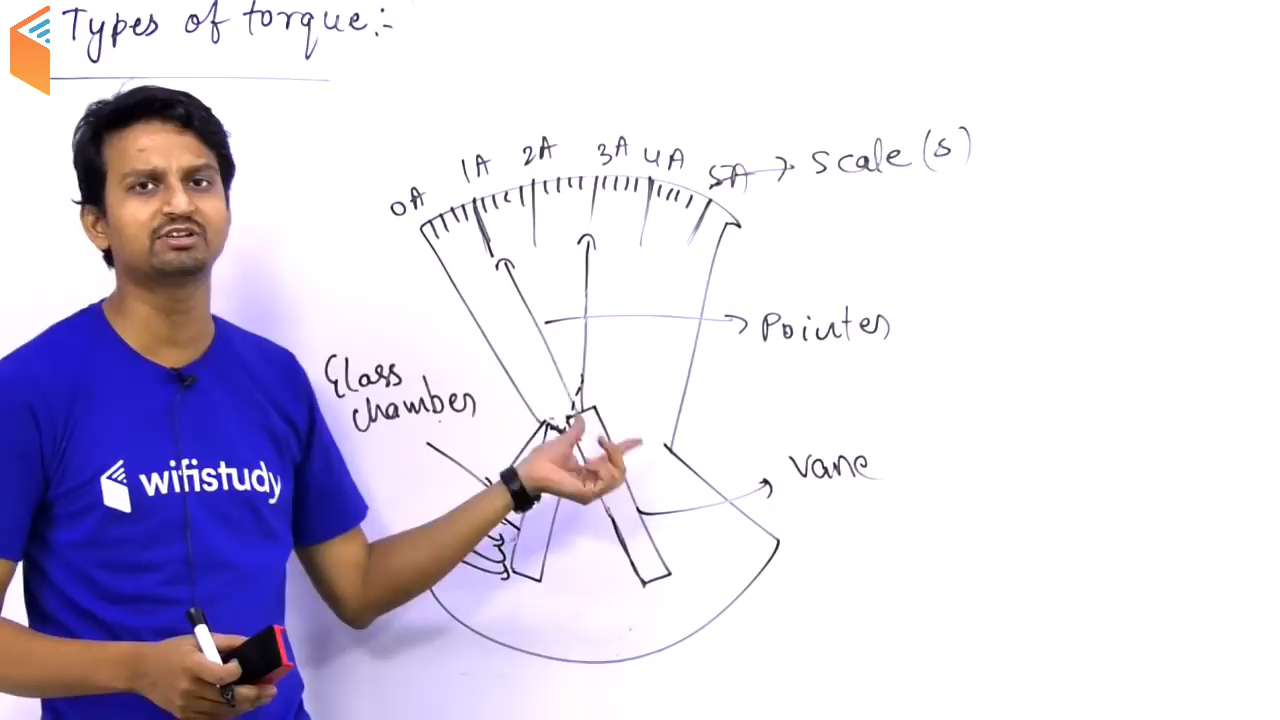 Types of torque:-
0A 1A 2A 3A 4A 5A → Scale (s)
Pointer
Glass
chamber
vane
wifistudy